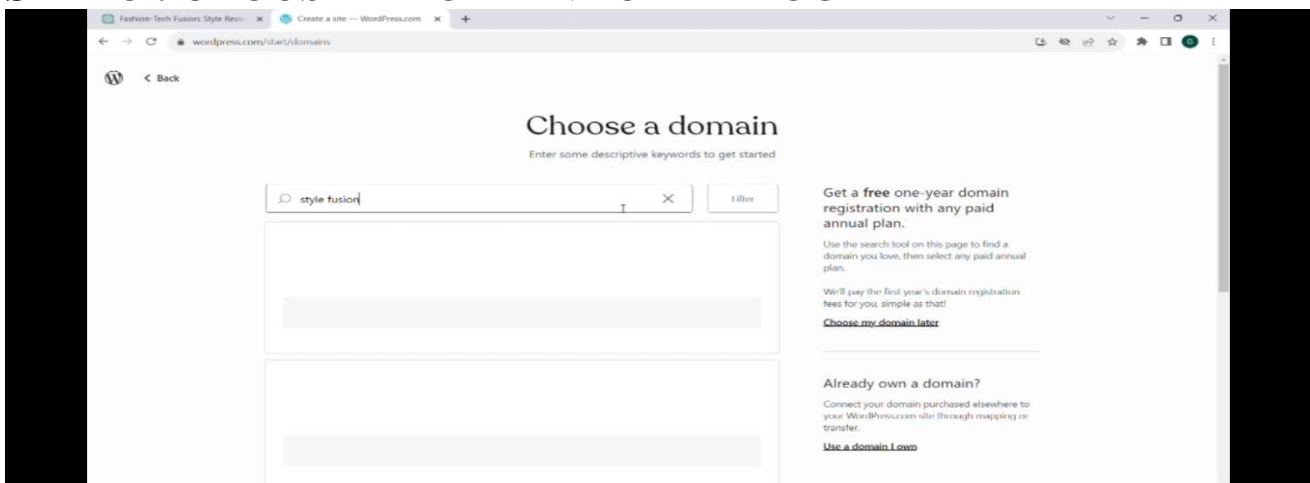 Fashion-Tech Fusion: Style Revo
Create a site — WordPress.com
wordpress.com/start/domains
G
Back
Choose a domain
Enter some descriptive keywords to get started
style fusion
Filter
Get a free one-year domain
registration with any paid
annual plan.
Use the search tool on this page to find a
domain you love, then select any paid annual
plan.
We'll pay the first year's domain registration
fees for you, simple as that!
Choose my domain later
Already own a domain?
Connect your domain purchased elsewhere to
your WordPress.com site through mapping or
transfer.
Use a domain I own